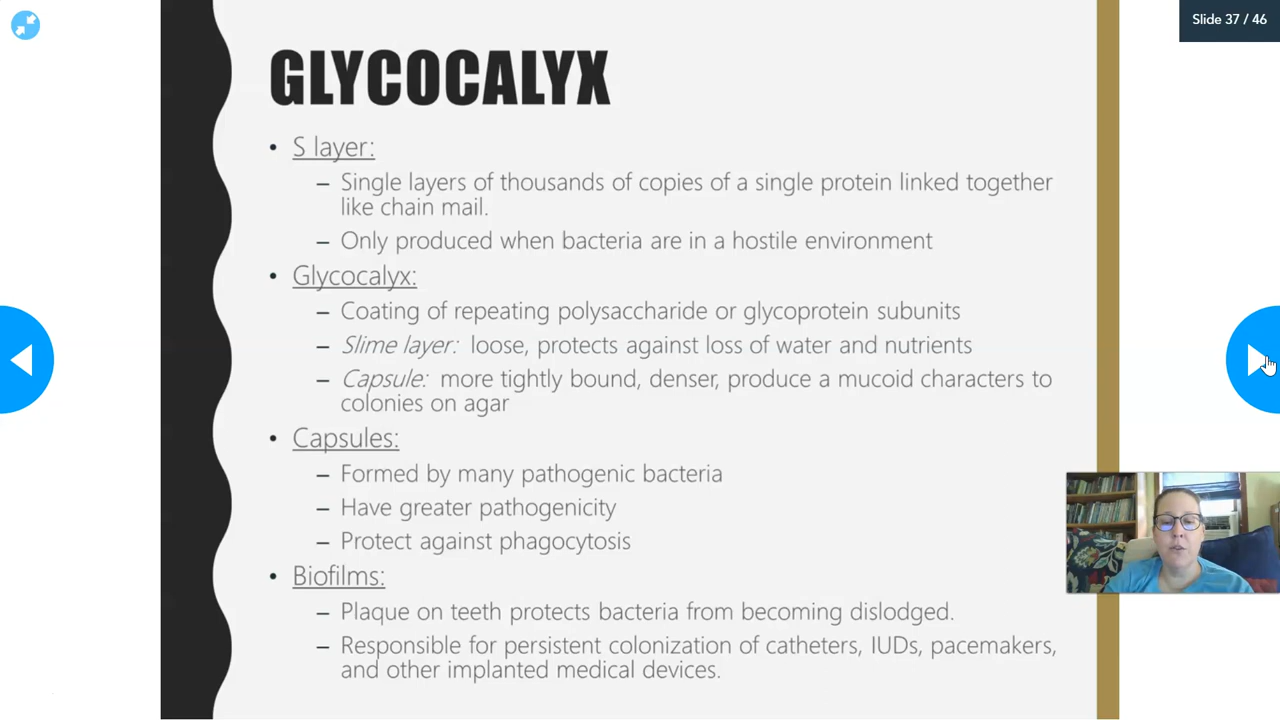 Slide 37 / 46
GLYCOCALYX
• S layer:
– Single layers of thousands of copies of a single protein linked together
like chain mail.
– Only produced when bacteria are in a hostile environment
• Glycocalyx:
– Coating of repeating polysaccharide or glycoprotein subunits
– Slime layer: loose, protects against loss of water and nutrients
– Capsule: more tightly bound, denser, produce a mucoid characters to
colonies on agar
• Capsules:
– Formed by many pathogenic bacteria
– Have greater pathogenicity
– Protect against phagocytosis
• Biofilms:
– Plaque on teeth protects bacteria from becoming dislodged.
– Responsible for persistent colonization of catheters, IUDs, pacemakers,
and other implanted medical devices.